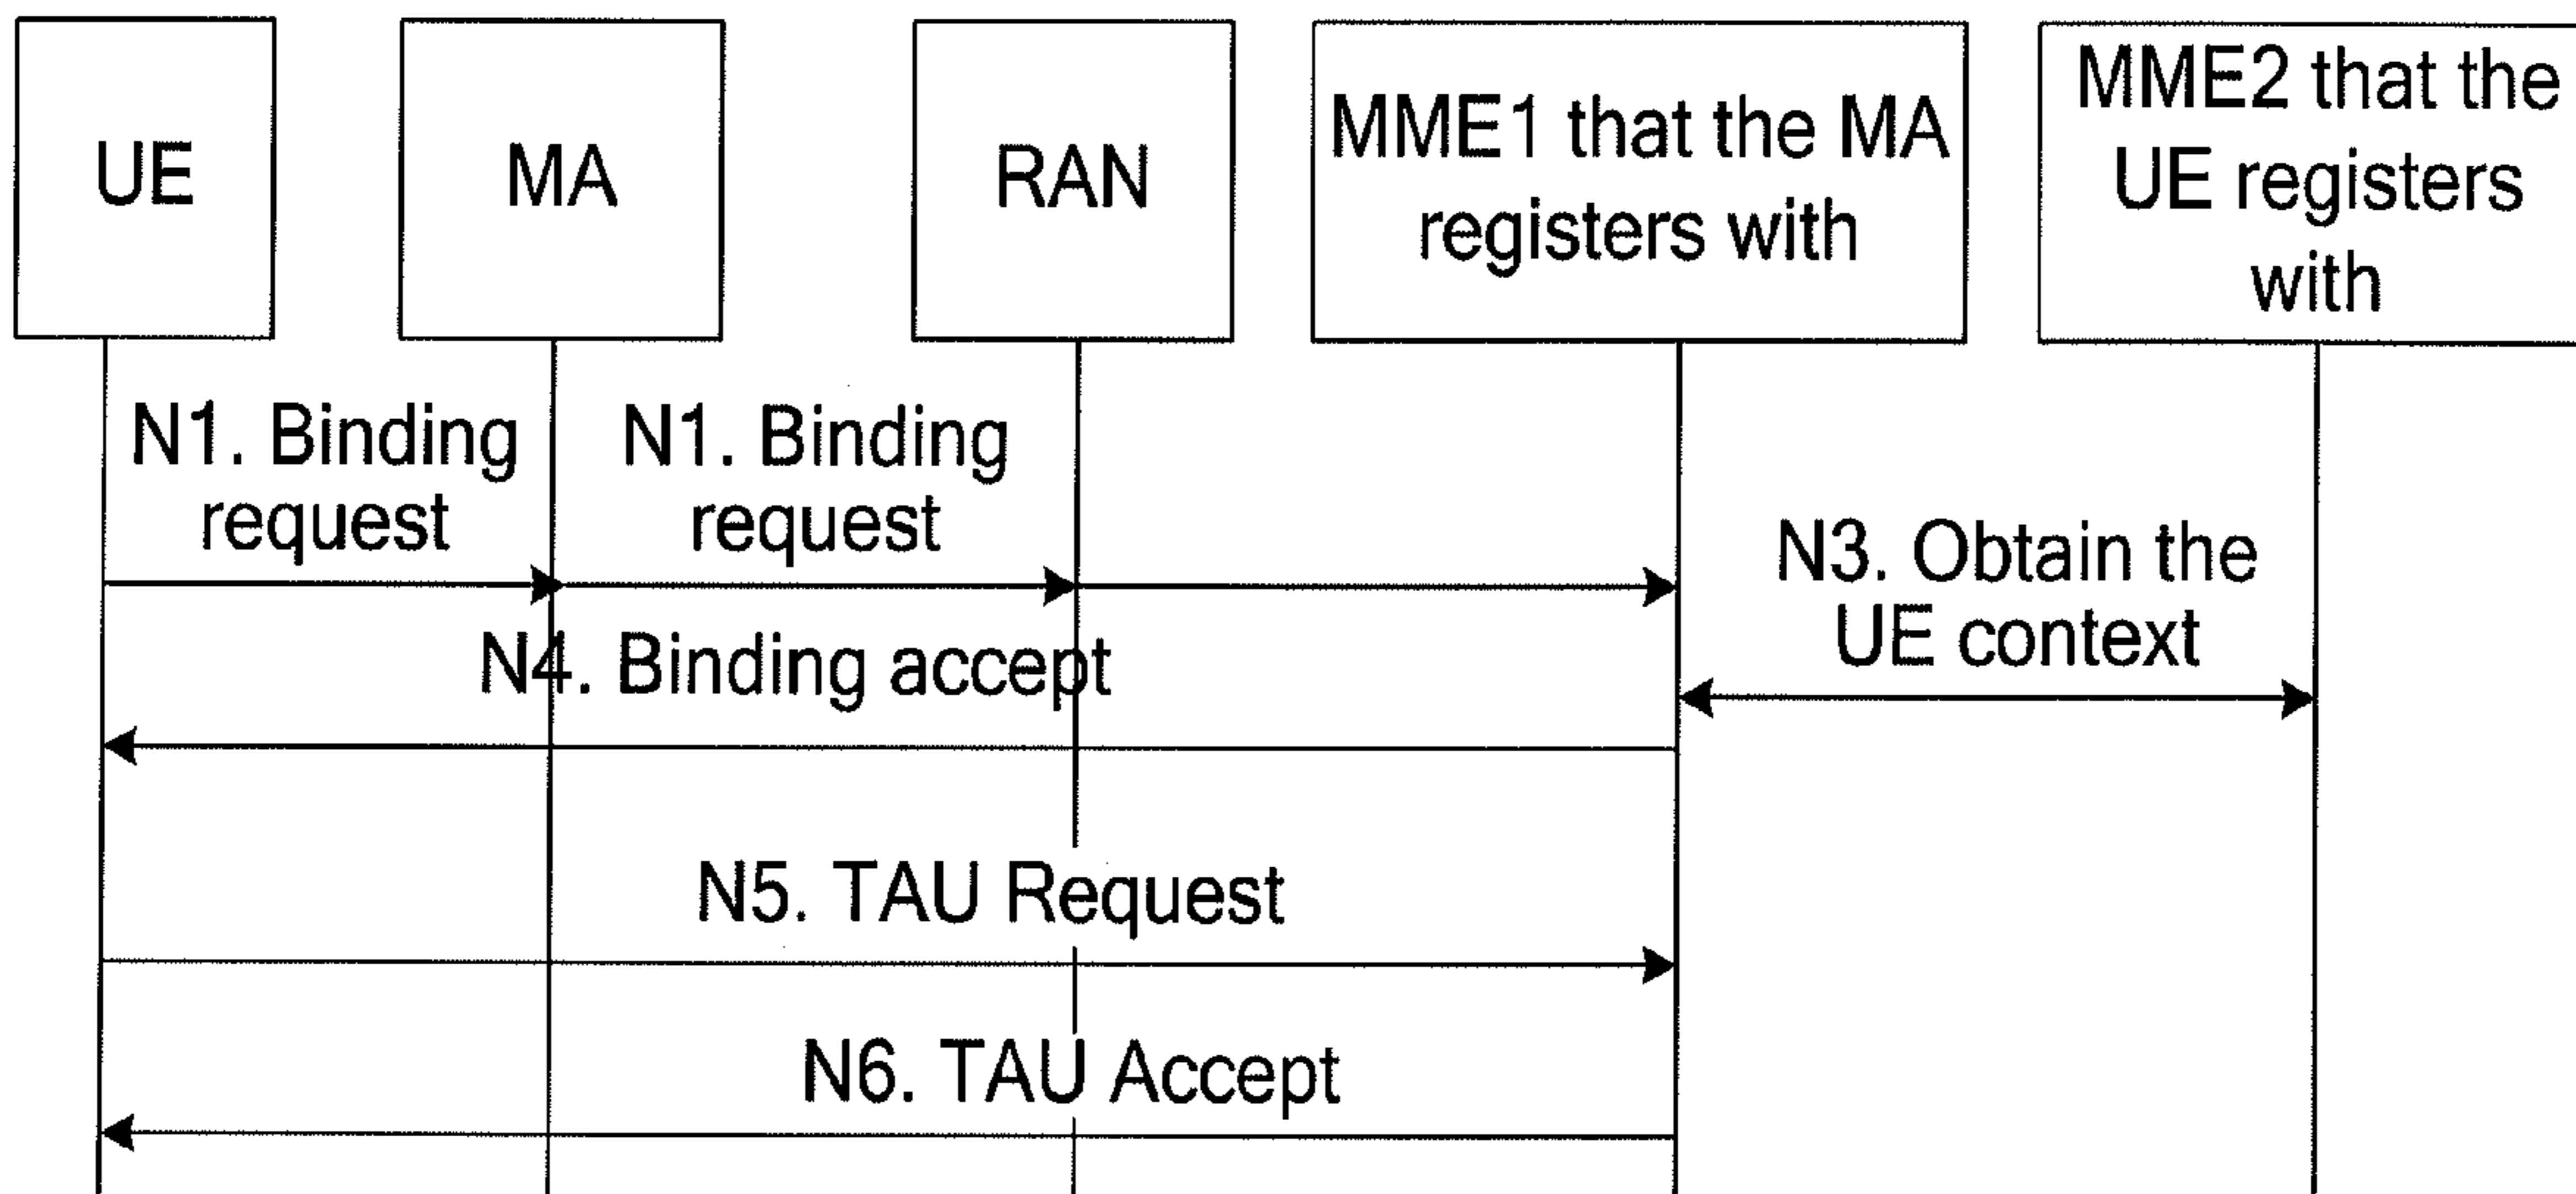 UE
MA
RAN
MME1 that the MA
registers with
MME2 that the
UE registers
with
N1. Binding
request
N1. Binding
request
N3. Obtain the
UE context
N4. Binding accept
N5. TAU Request
N6. TAU Accept